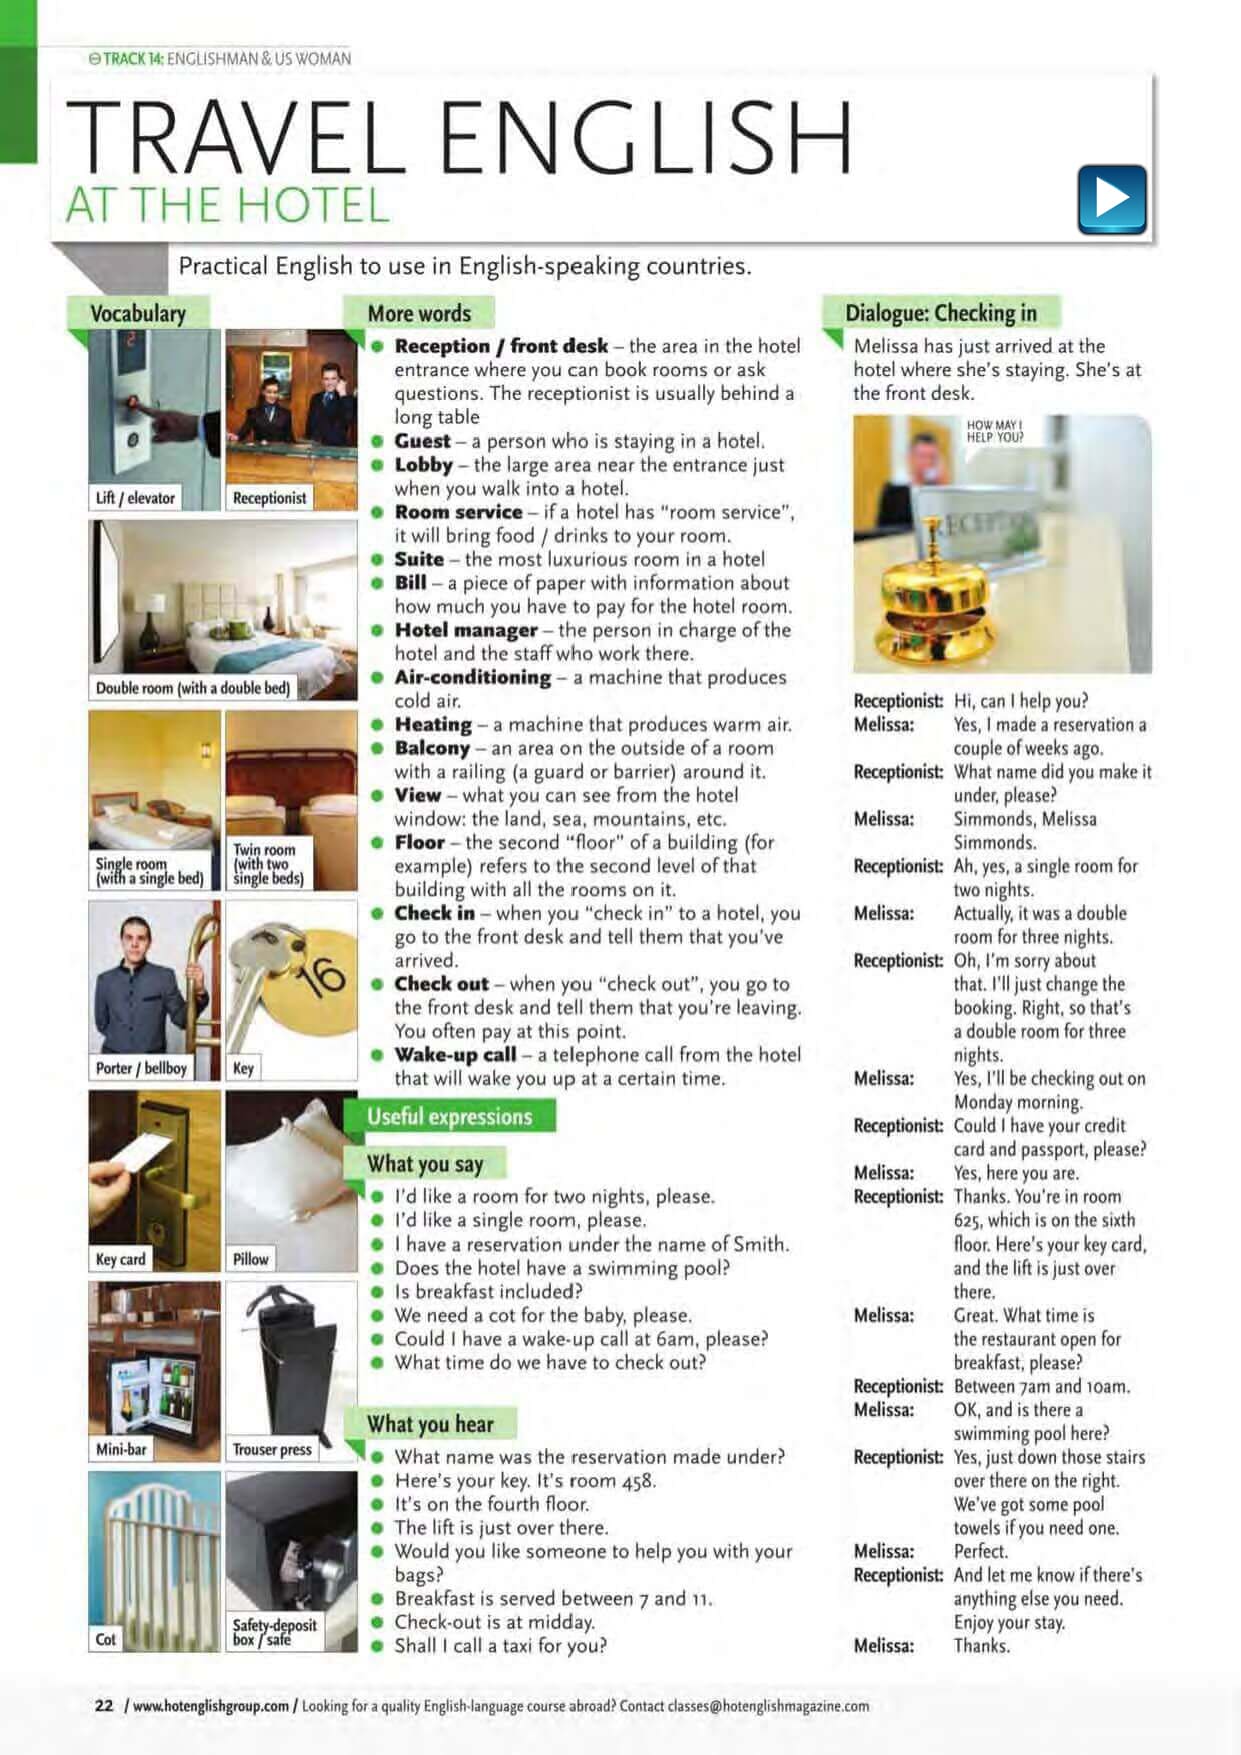 TRACK 14: ENGLISHMAN & US WOMAN
TRAVEL ENGLISH
AT THE HOTEL
Practical English to use in English-speaking countries.
Vocabulary
Lift / elevator
Receptionist
Double room (with a double bed)
Single room
(with a single bed)
Twin room
(with two
single beds)
16
Porter / bellboy
Key
Key card
Pillow
Mini-bar
Trouser press
Cot
Safety-deposit
box / safe
More words
Reception / front desk – the area in the hotel
entrance where you can book rooms or ask
questions. The receptionist is usually behind a
long table
Guest – a person who is staying in a hotel.
Lobby – the large area near the entrance just
when you walk into a hotel.
Room service – if a hotel has “room service”,
it will bring food / drinks to your room.
Suite – the most luxurious room in a hotel
Bill – a piece of paper with information about
how much you have to pay for the hotel room.
Hotel manager – the person in charge of the
hotel and the staff who work there.
Air-conditioning – a machine that produces
cold air.
Heating – a machine that produces warm air.
Balcony – an area on the outside of a room
with a railing (a guard or barrier) around it.
View – what you can see from the hotel
window: the land, sea, mountains, etc.
Floor – the second “floor” of a building (for
example) refers to the second level of that
building with all the rooms on it.
Check in – when you “check in” to a hotel, you
go to the front desk and tell them that you’ve
arrived.
Check out – when you “check out”, you go to
the front desk and tell them that you’re leaving.
You often pay at this point.
Wake-up call – a telephone call from the hotel
that will wake you up at a certain time.
Useful expressions
What you say
I’d like a room for two nights, please.
I’d like a single room, please.
I have a reservation under the name of Smith.
Does the hotel have a swimming pool?
Is breakfast included?
We need a cot for the baby, please.
Could I have a wake-up call at 6am, please?
What time do we have to check out?
What you hear
What name was the reservation made under?
Here’s your key. It’s room 458.
It’s on the fourth floor.
The lift is just over there.
Would you like someone to help you with your
bags?
Breakfast is served between 7 and 11.
Check-out is at midday.
Shall I call a taxi for you?
Dialogue: Checking in
Melissa has just arrived at the
hotel where she’s staying. She’s at
the front desk.
HOW MAY I
HELP YOU?
RECEPTION
Receptionist: Hi, can I help you?
Melissa: Yes, I made a reservation a
couple of weeks ago.
Receptionist: What name did you make it
under, please?
Melissa: Simmonds, Melissa
Simmonds.
Receptionist: Ah, yes, a single room for
two nights.
Melissa: Actually, it was a double
room for three nights.
Receptionist: Oh, I’m sorry about
that. I’ll just change the
booking. Right, so that’s
a double room for three
nights.
Melissa: Yes, I’ll be checking out on
Monday morning.
Receptionist: Could I have your credit
card and passport, please?
Melissa: Yes, here you are.
Receptionist: Thanks. You’re in room
625, which is on the sixth
floor. Here’s your key card,
and the lift is just over
there.
Melissa: Great. What time is
the restaurant open for
breakfast, please?
Receptionist: Between 7am and 10am.
Melissa: OK, and is there a
swimming pool here?
Receptionist: Yes, just down those stairs
over there on the right.
We’ve got some pool
towels if you need one.
Melissa: Perfect.
Receptionist: And let me know if there’s
anything else you need.
Enjoy your stay.
Melissa: Thanks.
22 / www.hotenglishgroup.com / Looking for a quality English-language course abroad? Contact classes@hotenglishmagazine.com